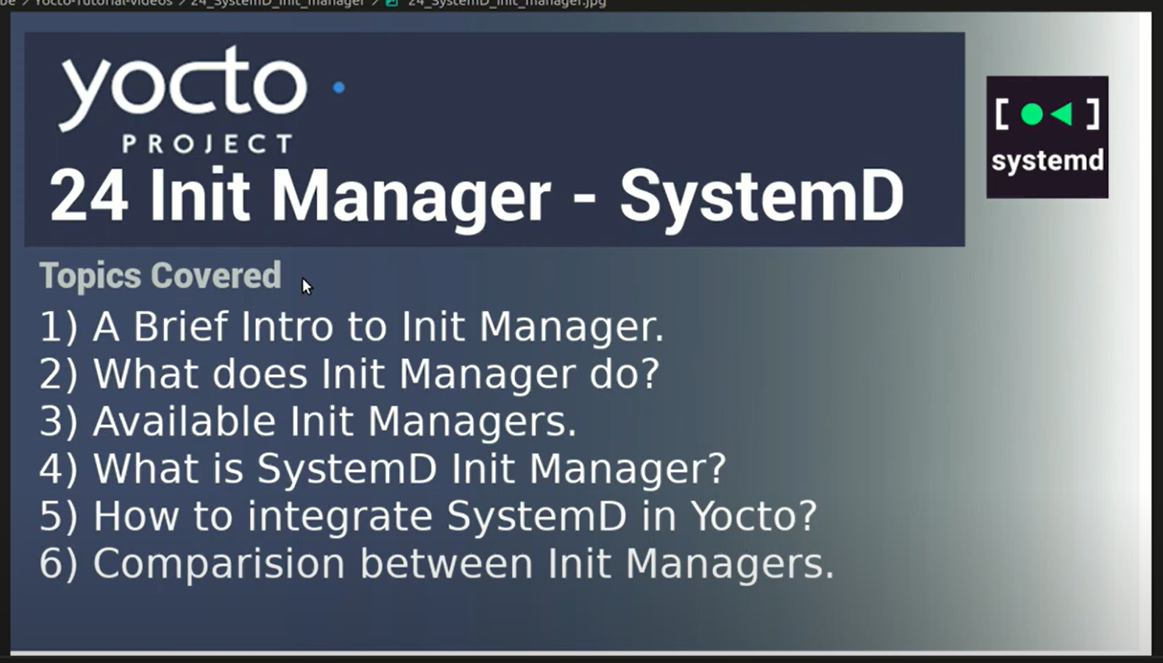 Yocto-Tutorial-videos > 24_SystemD_init_manager > 24_SystemD_init_manager.jpg
yocto
PROJECT
24 Init Manager - SystemD
[ ]
systemd
Topics Covered
1) A Brief Intro to Init Manager.
2) What does Init Manager do?
3) Available Init Managers.
4) What is SystemD Init Manager?
5) How to integrate SystemD in Yocto?
6) Comparision between Init Managers.